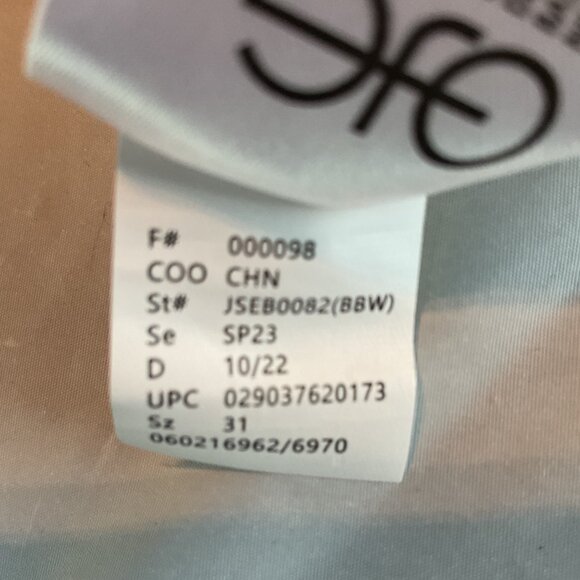 F# 000098
COO CHN
St# JSEB0082(BBW)
Se SP23
D 10/22
UPC 029037620173
Sz 31
060216962/6970